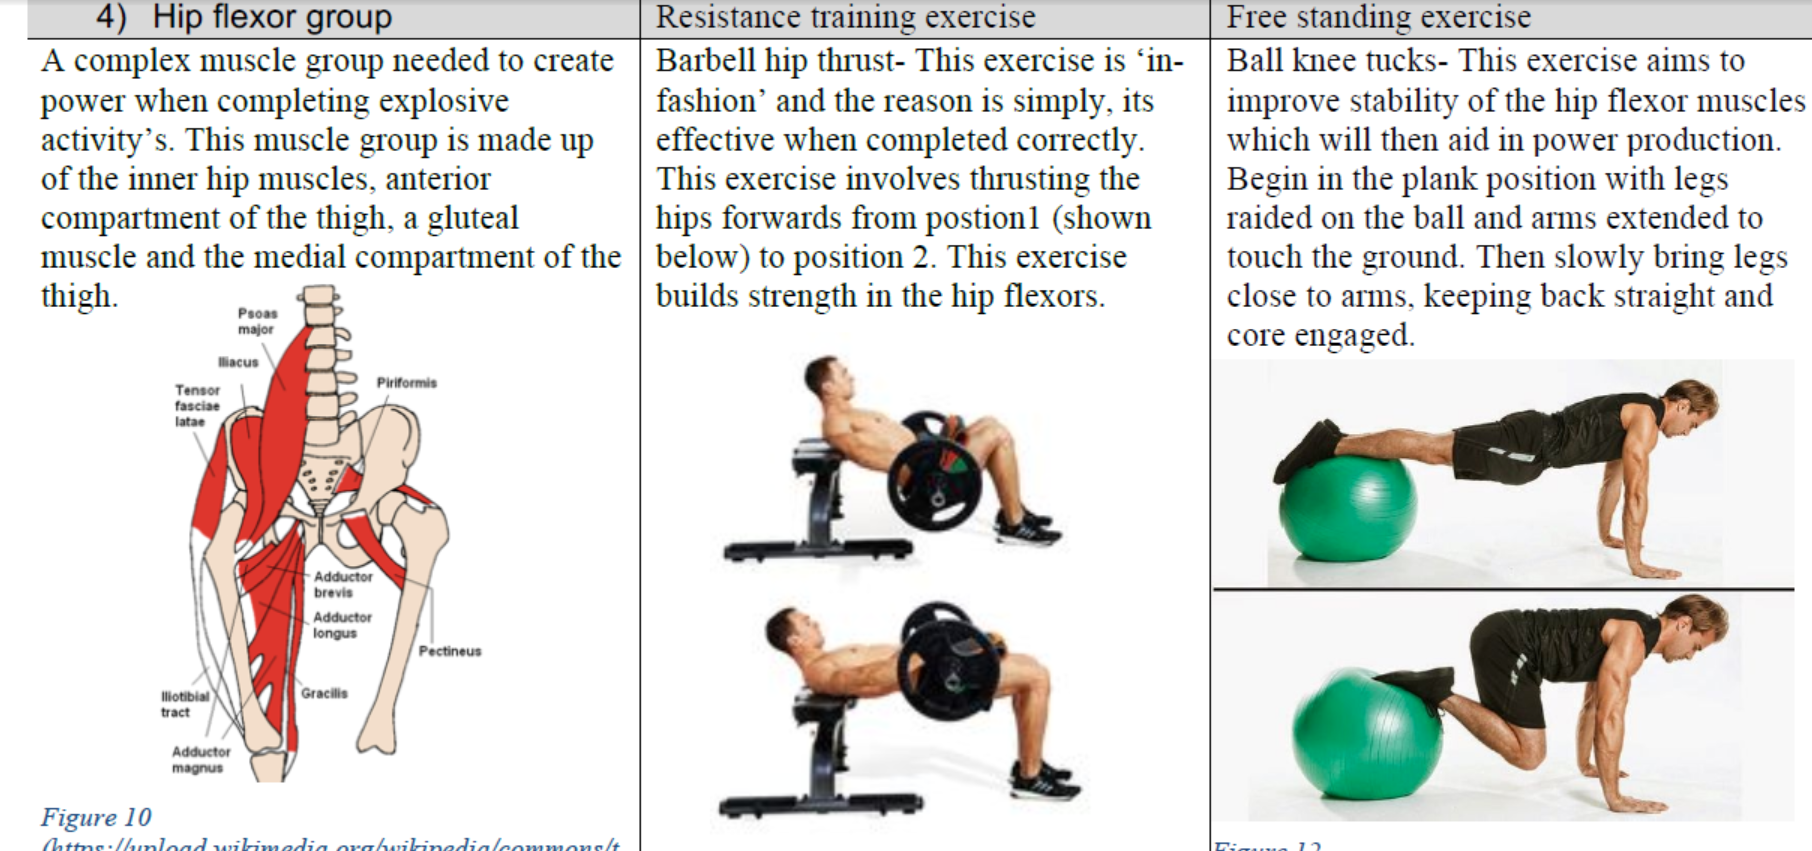 4) Hip flexor group
A complex muscle group needed to create
power when completing explosive
activity's. This muscle group is made up
of the inner hip muscles, anterior
compartment of the thigh, a gluteal
muscle and the medial compartment of the
thigh.
Psoas
major
Iliacus
Tensor
fasciae
latae
Piriformis
Adductor
brevis
Adductor
longus
Pectineus
Gracilis
Iliotibial
tract
Adductor
magnus
Figure 10
(https://upload.wikimedia.org/wikipedia/commons/t
Resistance training exercise
Barbell hip thrust- This exercise is ‘in-
fashion’ and the reason is simply, its
effective when completed correctly.
This exercise involves thrusting the
hips forwards from postion1 (shown
below) to position 2. This exercise
builds strength in the hip flexors.
Free standing exercise
Ball knee tucks- This exercise aims to
improve stability of the hip flexor muscles
which will then aid in power production.
Begin in the plank position with legs
raided on the ball and arms extended to
touch the ground. Then slowly bring legs
close to arms, keeping back straight and
core engaged.
Figure 12